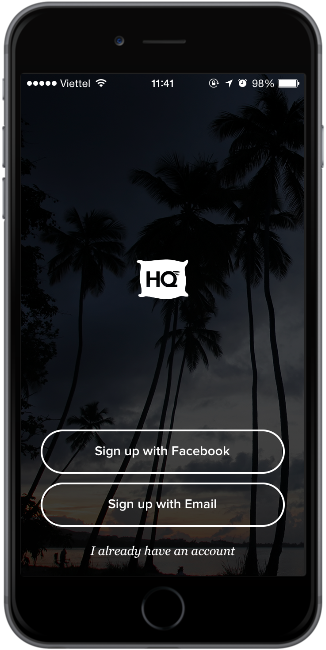 Viettel 11:41 98%
HQ
Sign up with Facebook
Sign up with Email
I already have an account